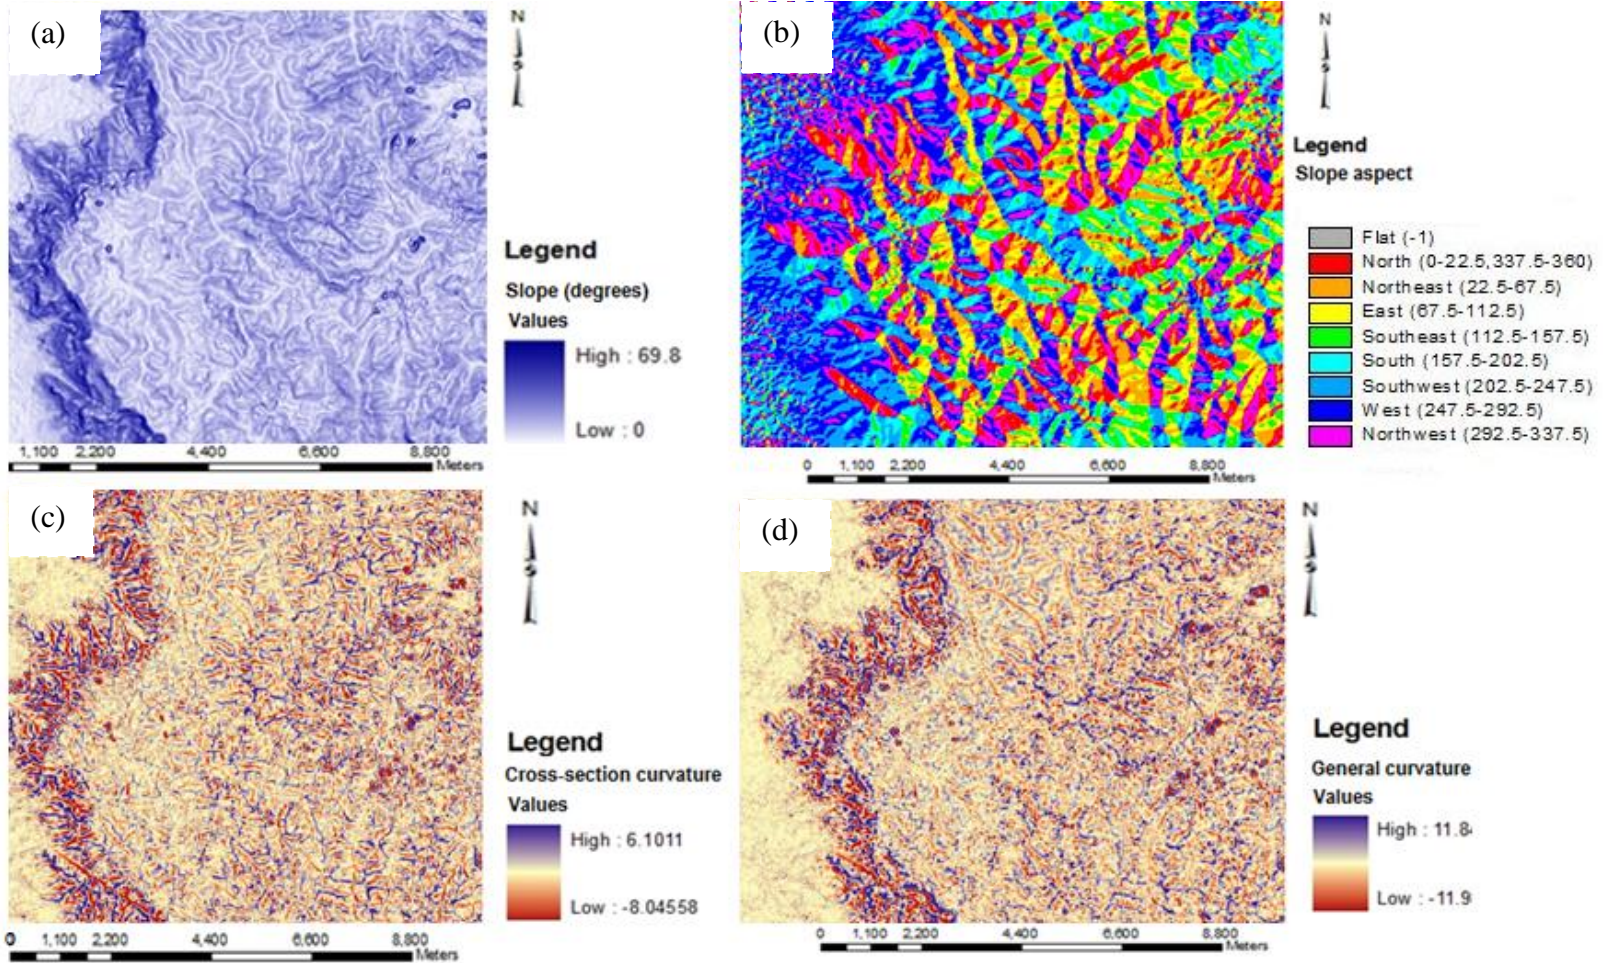 (a)
N
S
Legend
Slope (degrees)
Values
High : 69.8
Low : 0
1,100 2,200 4,400 6,600 8,800
Meters
(b)
N
S
Legend
Slope aspect
Flat (-1)
North (0-22.5,337.5-360)
Northeast (22.5-67.5)
East (67.5-112.5)
Southeast (112.5-157.5)
South (157.5-202.5)
Southwest (202.5-247.5)
West (247.5-292.5)
Northwest (292.5-337.5)
0 1,100 2,200 4,400 6,600 8,800
Meters
(c)
N
S
Legend
Cross-section curvature
Values
High : 6.1011
Low : -8.04558
0 1,100 2,200 4,400 6,600 8,800
Meters
(d)
N
S
Legend
General curvature
Values
High : 11.8
Low : -11.9
0 1,100 2,200 4,400 6,600 8,800
Meters